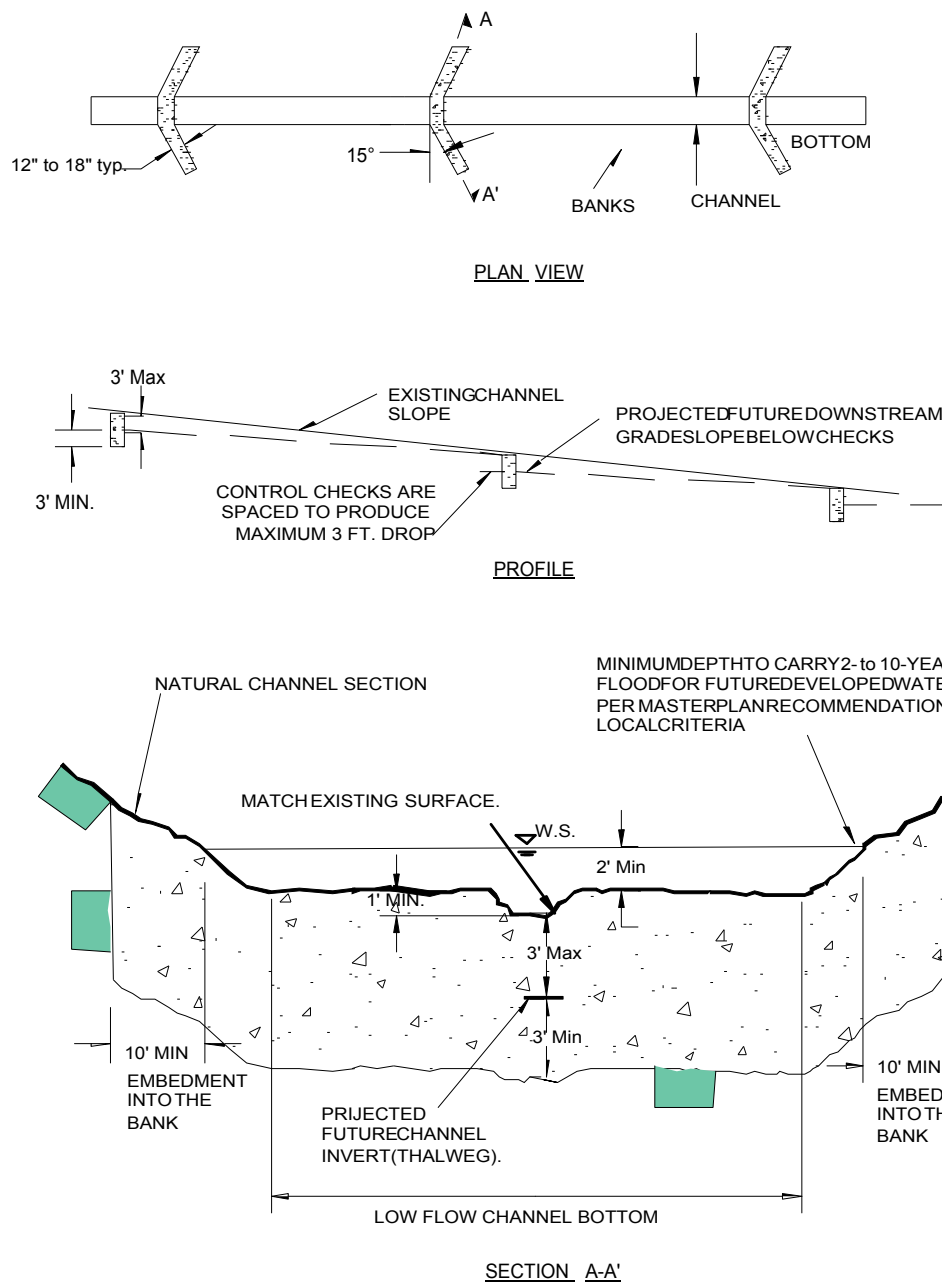 A
12" to 18" typ.
15°
A'
BOTTOM
BANKS
CHANNEL
PLAN VIEW
3' Max
3' MIN.
EXISTINGCHANNEL
SLOPE
PROJECTEDFUTUREDOWNSTREAM
GRADESLOPEBELOWCHECKS
CONTROL CHECKS ARE
SPACED TO PRODUCE
MAXIMUM 3 FT. DROP
PROFILE
NATURAL CHANNEL SECTION
MINIMUMDEPTHTO CARRY2- to 10-YEA
FLOODFOR FUTUREDEVELOPEDWATE
PER MASTERPLANRECOMMENDATION
LOCALCRITERIA
MATCHEXISTING SURFACE.
W.S.
2' Min
1' MIN.
3' Max
3' Min
10' MIN
EMBEDMENT
INTOTHE
BANK
10' MIN
EMBED
INTOTH
BANK
PRIJECTED
FUTURECHANNEL
INVERT(THALWEG).
LOW FLOW CHANNEL BOTTOM
SECTION A-A'